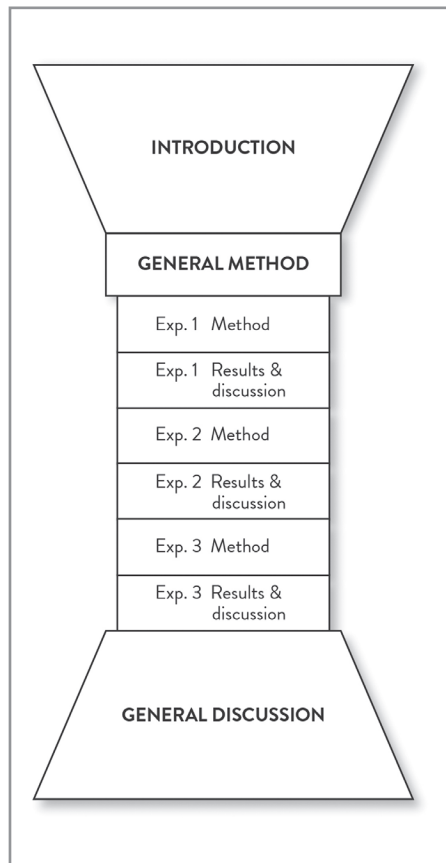 INTRODUCTION
GENERAL METHOD
Exp. 1 Method
Exp. 1 Results &
discussion
Exp. 2 Method
Exp. 2 Results &
discussion
Exp. 3 Method
Exp. 3 Results &
discussion
GENERAL DISCUSSION